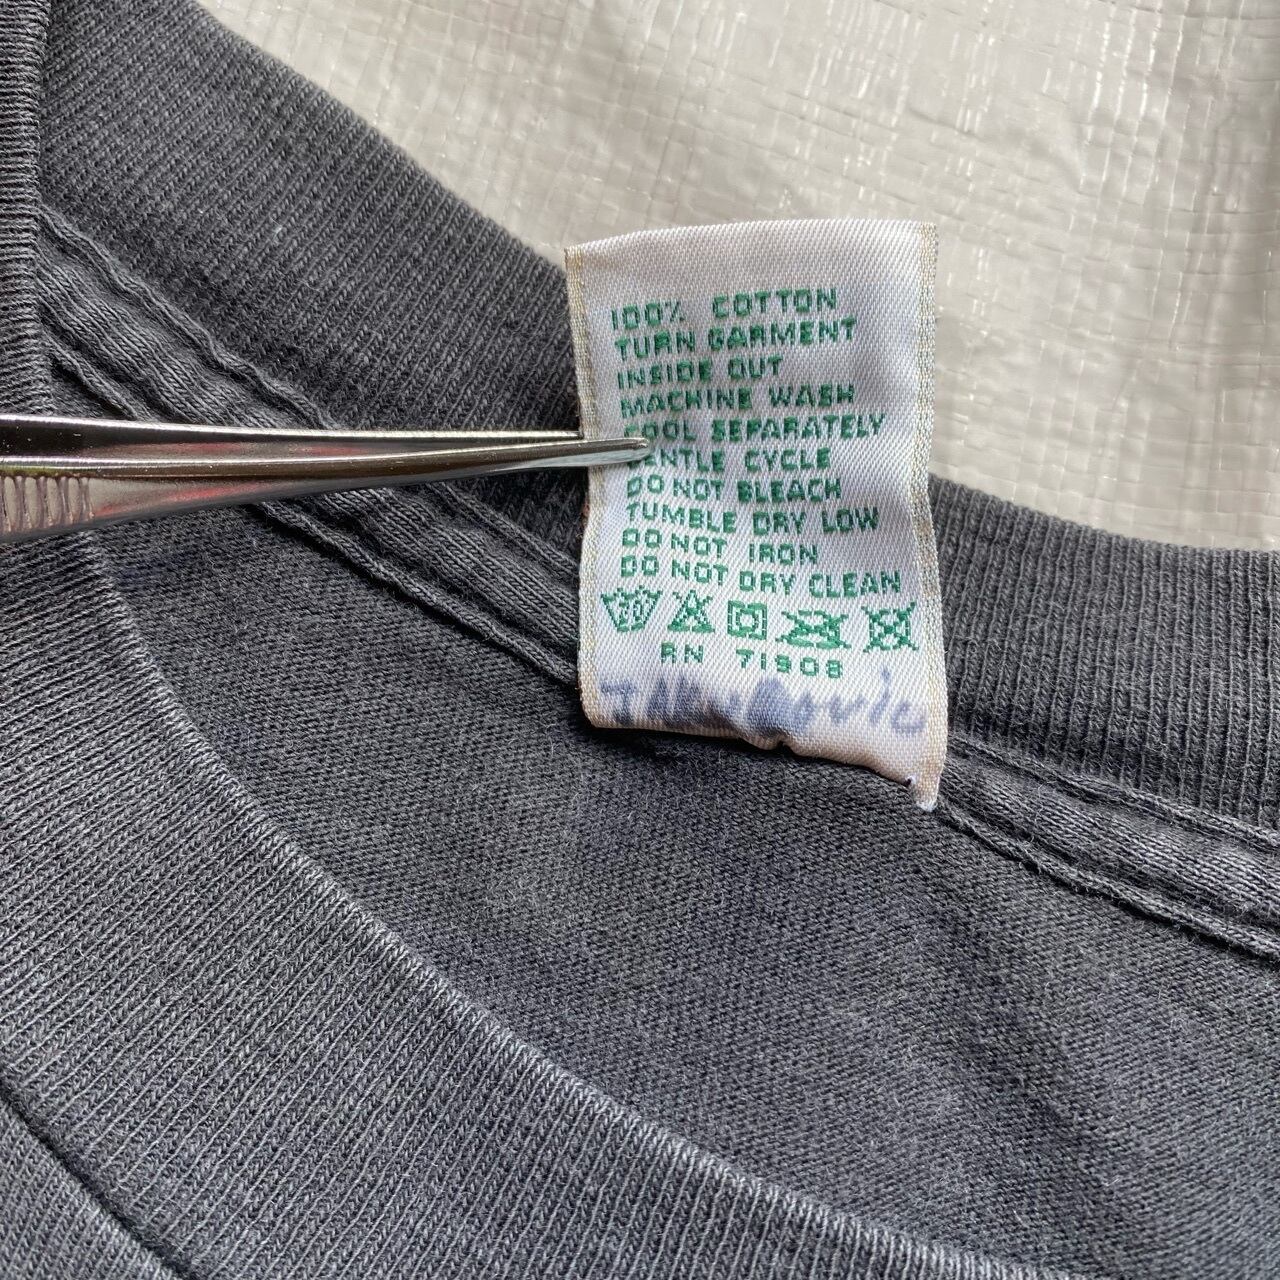 100% COTTON
TURN GARMENT
INSIDE OUT
MACHINE WASH
COOL SEPARATELY
GENTLE CYCLE
DO NOT BLEACH
TUMBLE DRY LOW
DO NOT IRON
DO NOT DRY CLEAN
30
RN 71908